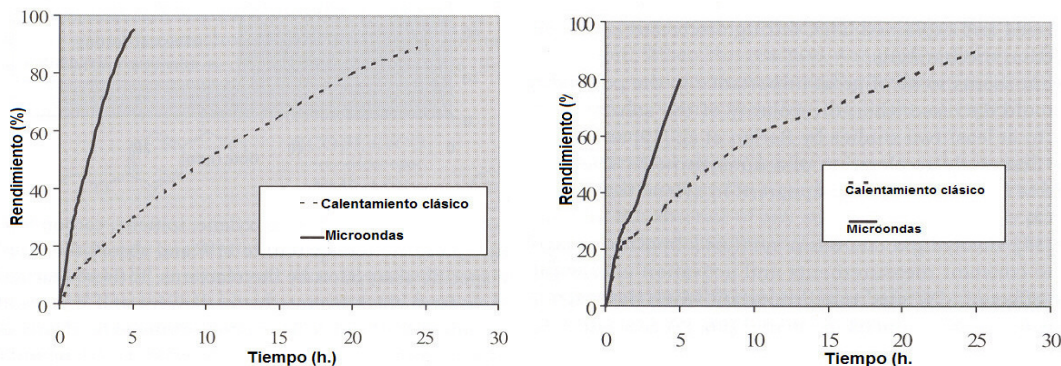 100
80
60
40
20
0
Rendimiento (%)
0 5 10 15 20 25 30
Tiempo (h.)
Calentamiento clásico
Microondas
100
80
60
40
20
0
Rendimiento (%
0 5 10 15 20 25 30
Tiempo (h.
Calentamiento clásico
Microondas